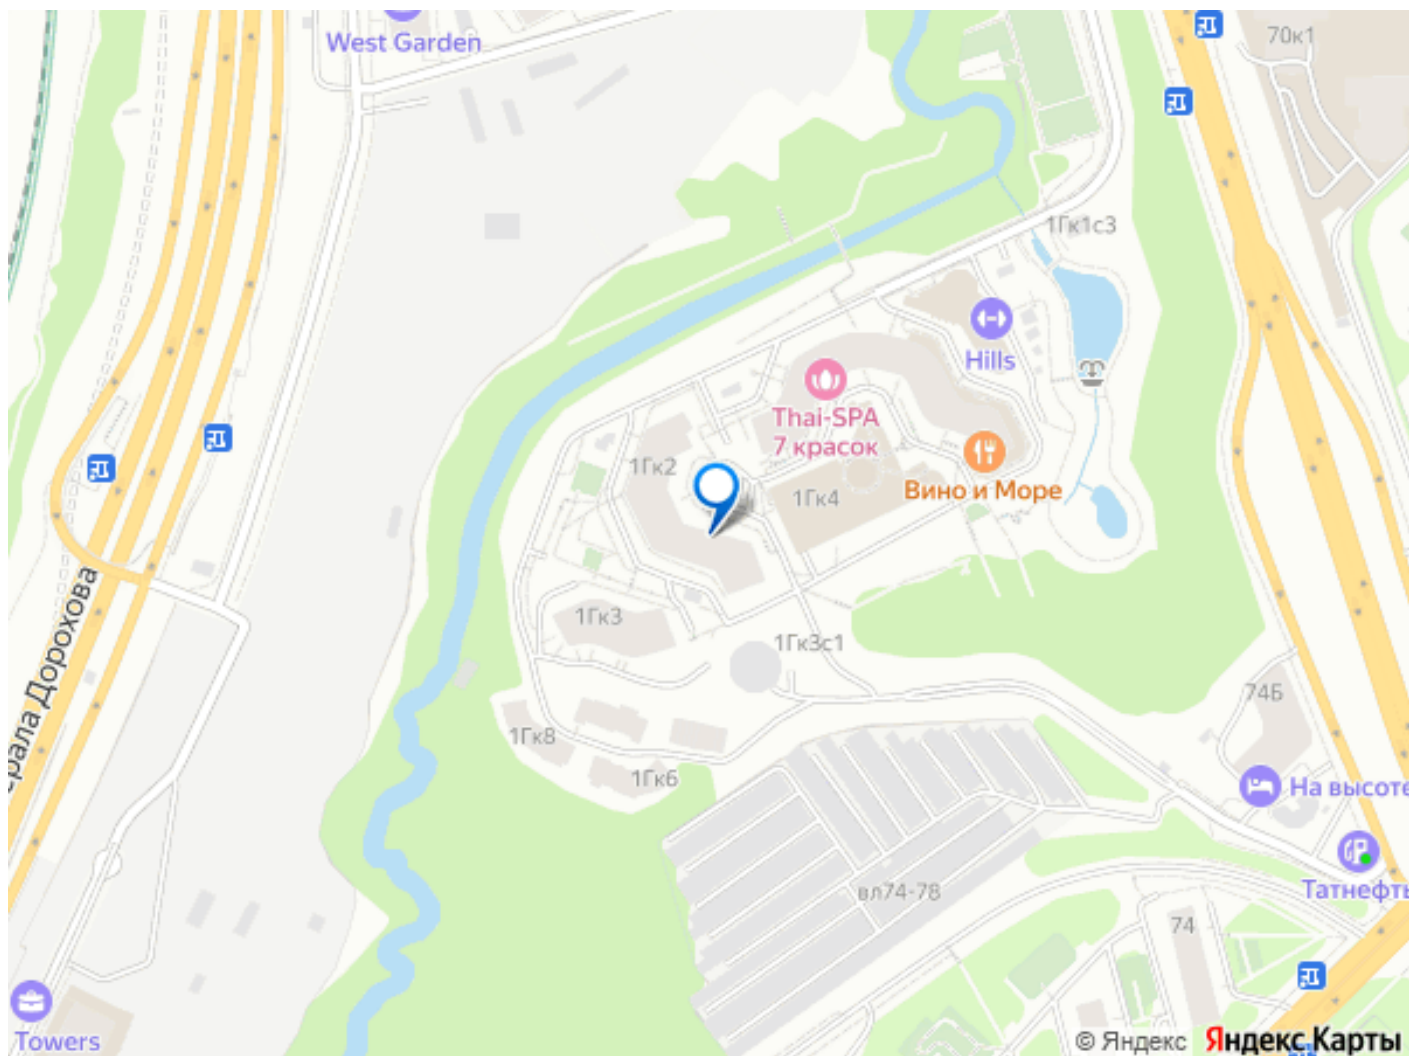 West Garden
70к1
1Гк1с3
Hills
Thai-SPA
7 красок
1Гк2
Вино и Море
1Гк4
ерала Дорохова
1Гк3
1Гк3с1
74Б
1Гк8
1Гк6
На высоте
Татнефть
вл74-78
74
Towers
© Яндекс Яндекс Карты